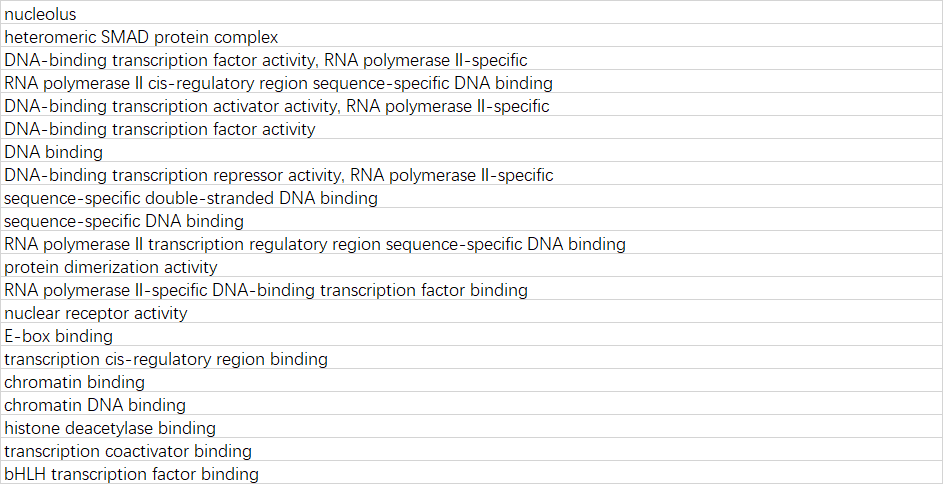 nucleolus
heteromeric SMAD protein complex
DNA-binding transcription factor activity, RNA polymerase II-specific
RNA polymerase II cis-regulatory region sequence-specific DNA binding
DNA-binding transcription activator activity, RNA polymerase II-specific
DNA-binding transcription factor activity
DNA binding
DNA-binding transcription repressor activity, RNA polymerase II-specific
sequence-specific double-stranded DNA binding
sequence-specific DNA binding
RNA polymerase II transcription regulatory region sequence-specific DNA binding
protein dimerization activity
RNA polymerase II-specific DNA-binding transcription factor binding
nuclear receptor activity
E-box binding
transcription cis-regulatory region binding
chromatin binding
chromatin DNA binding
histone deacetylase binding
transcription coactivator binding
bHLH transcription factor binding